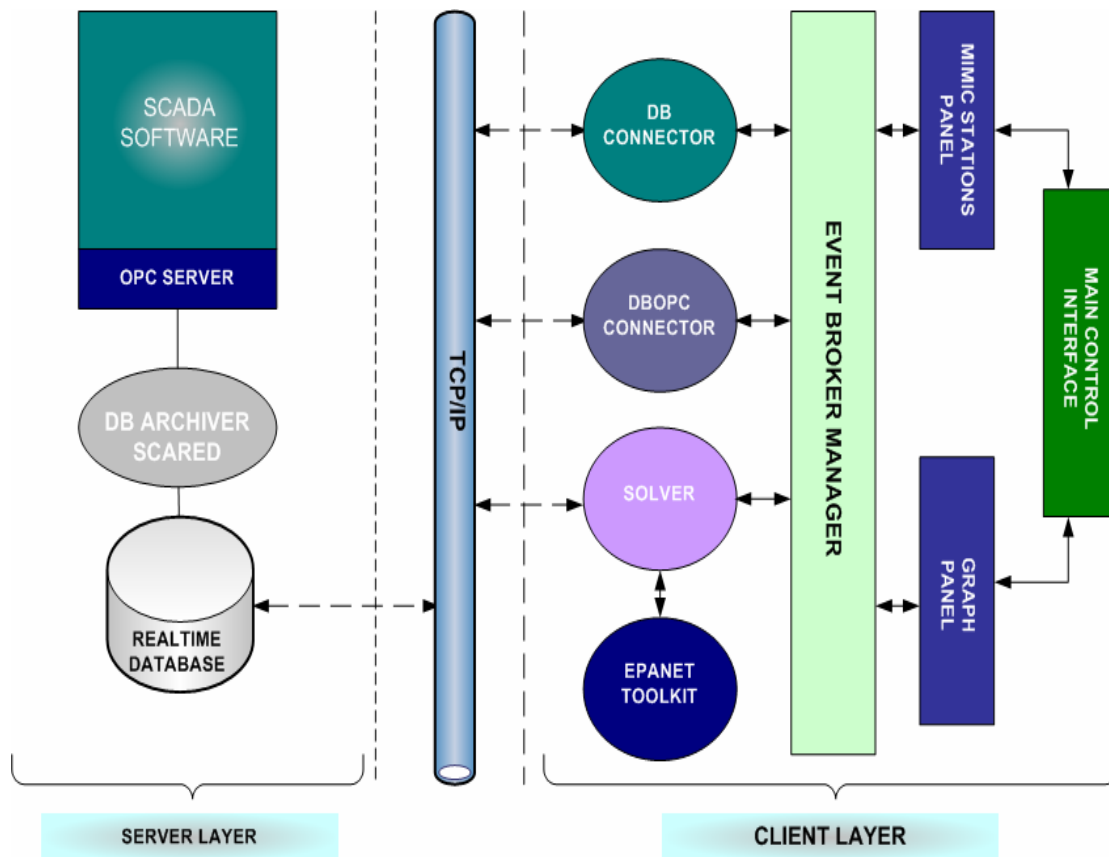 SCADA
SOFTWARE
OPC SERVER
DB ARCHIVER
SCARED
REALTIME
DATABASE
SERVER LAYER
TCP/IP
DB
CONNECTOR
DBOPC
CONNECTOR
SOLVER
EPANET
TOOLKIT
EVENT BROKER MANAGER
MIMIC STATIONS
PANEL
GRAPH
PANEL
MAIN CONTROL
INTERFACE
CLIENT LAYER